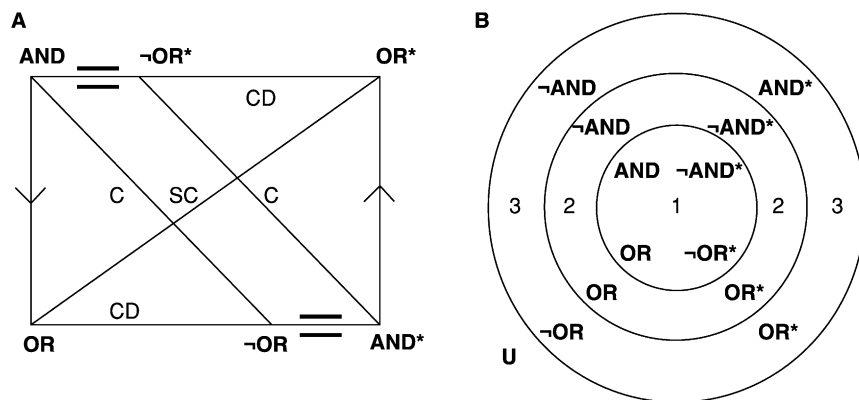 A
AND ¬OR* OR*
CD
C SC C
CD
OR ¬OR AND*
B
¬AND AND*
¬AND ¬AND*
AND ¬AND*
3 2 1 2 3
OR ¬OR*
OR OR*
¬OR OR*
U